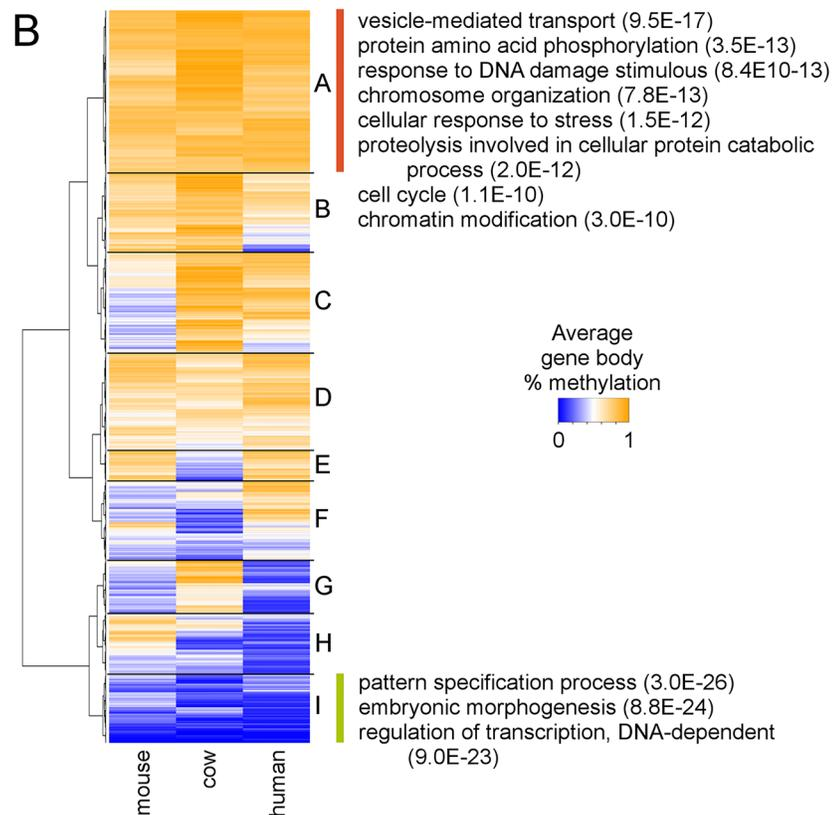 B
vesicle-mediated transport (9.5E-17)
protein amino acid phosphorylation (3.5E-13)
response to DNA damage stimulous (8.4E10-13)
chromosome organization (7.8E-13)
cellular response to stress (1.5E-12)
proteolysis involved in cellular protein catabolic
process (2.0E-12)
cell cycle (1.1E-10)
chromatin modification (3.0E-10)
A
B
C
D
E
F
G
H
I
Average
gene body
% methylation
0 1
pattern specification process (3.0E-26)
embryonic morphogenesis (8.8E-24)
regulation of transcription, DNA-dependent
(9.0E-23)
mouse
cow
human